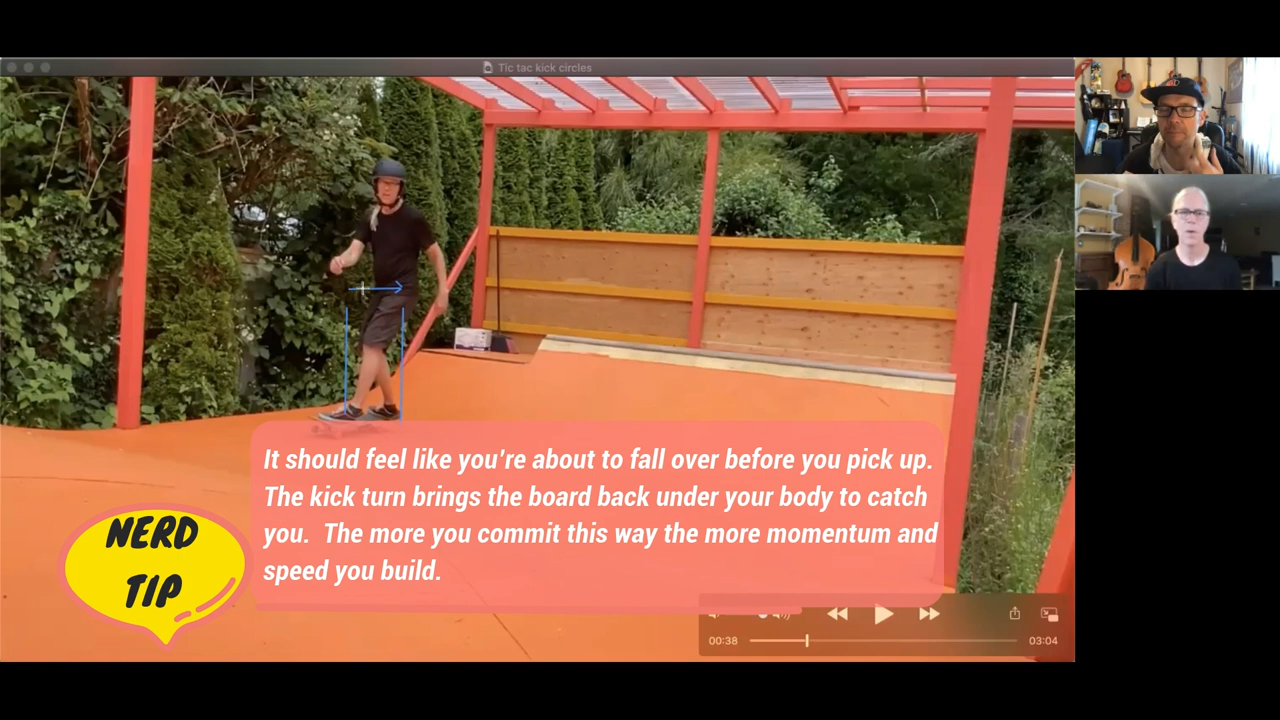 Tic tac kick circles
It should feel like you're about to fall over before you pick up.
The kick turn brings the board back under your body to catch
you. The more you commit this way the more momentum and
speed you build.
NERD
TIP
00:38
03:04